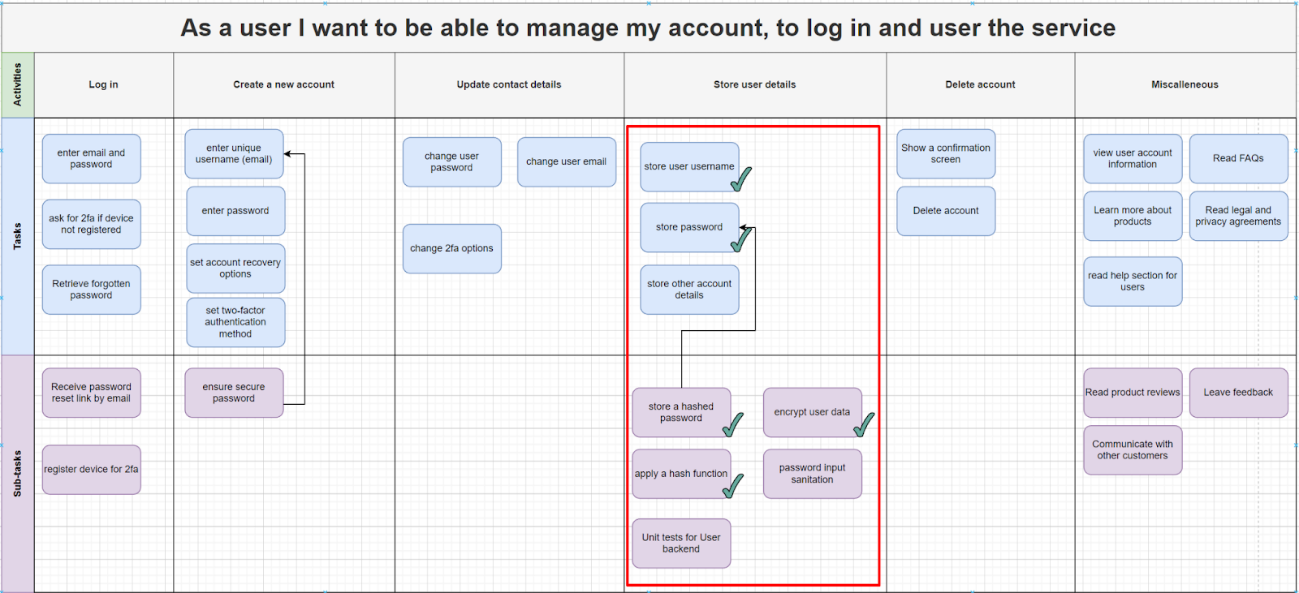 As a user I want to be able to manage my account, to log in and user the service
Activities
Log in
Create a new account
Update contact details
Store user details
Delete account
Miscalleneous
Tasks
enter email and
password
ask for 2fa if device
not registered
Retrieve forgotten
password
enter unique
username (email)
enter password
set account recovery
options
set two-factor
authentication
method
change user
password
change user email
change 2fa options
store user username
store password
store other account
details
Show a confirmation
screen
Delete account
view user account
information
Read FAQs
Learn more about
products
Read legal and
privacy agreements
read help section for
users
Sub-tasks
Receive password
reset link by email
register device for 2fa
ensure secure
password
store a hashed
password
encrypt user data
apply a hash function
password input
sanitation
Unit tests for User
backend
Read product reviews
Leave feedback
Communicate with
other customers